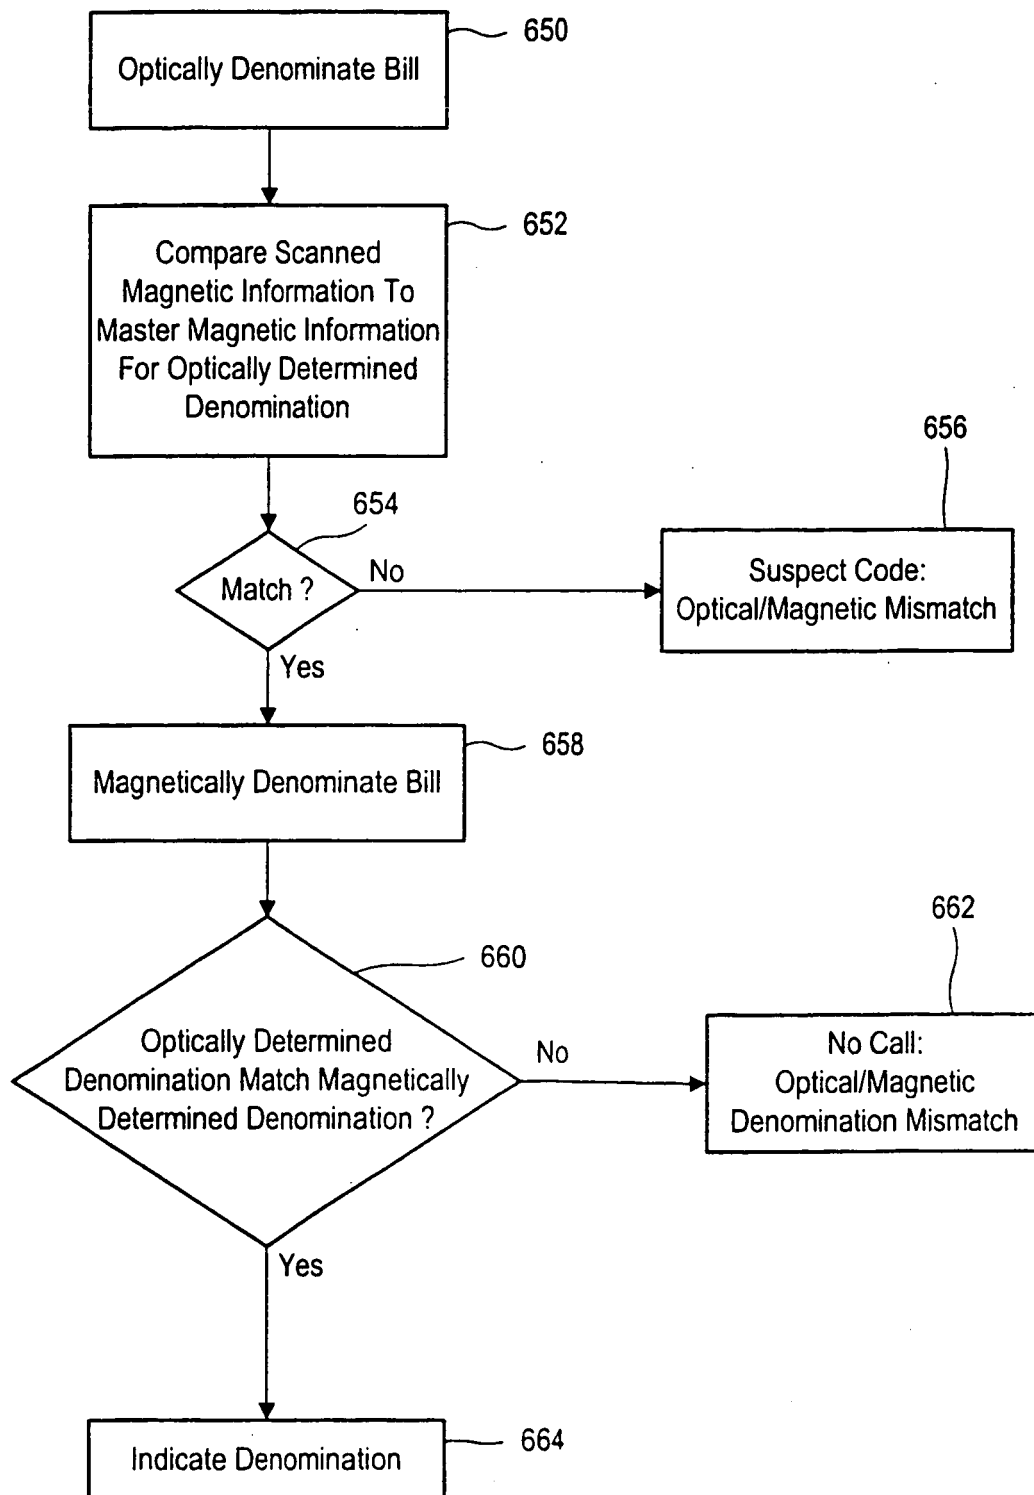 650
Optically Denominate Bill
652
Compare Scanned
Magnetic Information To
Master Magnetic Information
For Optically Determined
Denomination
654
Match ?
No
656
Suspect Code:
Optical/Magnetic Mismatch
Yes
658
Magnetically Denominate Bill
660
Optically Determined
Denomination Match Magnetically
Determined Denomination ?
No
662
No Call:
Optical/Magnetic
Denomination Mismatch
Yes
Indicate Denomination
664